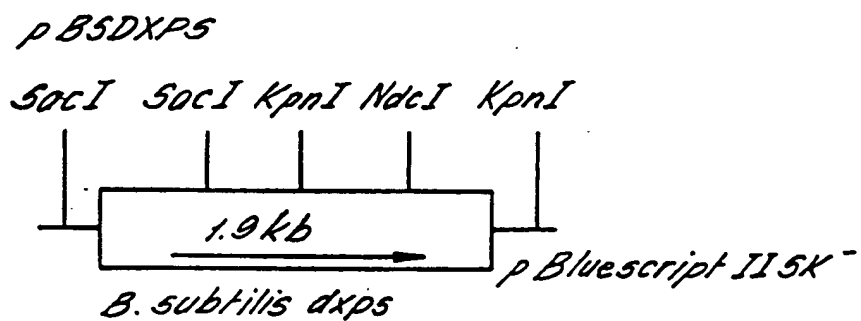 pBSDXPS
SacI SacI KpnI NdeI KpnI
1.9kb
pBluescript II SK-
B. subtilis dxps